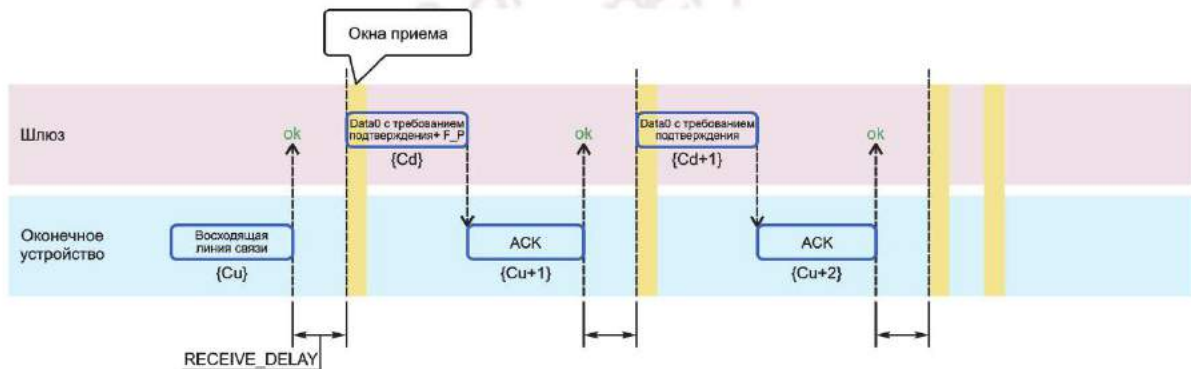 Окна приема
Шлюз
ok
Data0 с требованием
подтверждения+ F_P
{Cd}
ok
Data0 с требованием
подтверждения
{Cd+1}
ok
Оконечное
устройство
Восходящая
линия связи
{Cu}
ACK
{Cu+1}
ACK
{Cu+2}
RECEIVE_DELAY